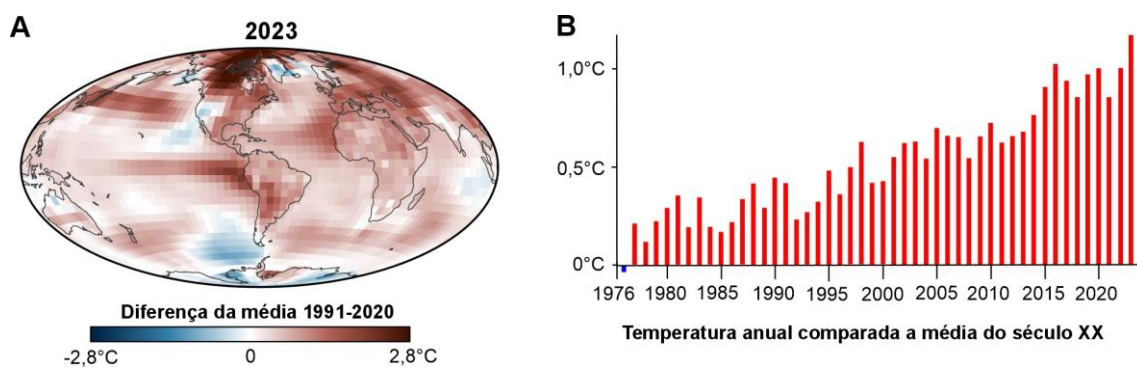 A
2023
Diferença da média 1991-2020
-2,8°C 0 2,8°C
B
1,0°C
0,5°C
0°C
1976 1980 1985 1990 1995 2000 2005 2010 2015 2020
Temperatura anual comparada a média do século XX